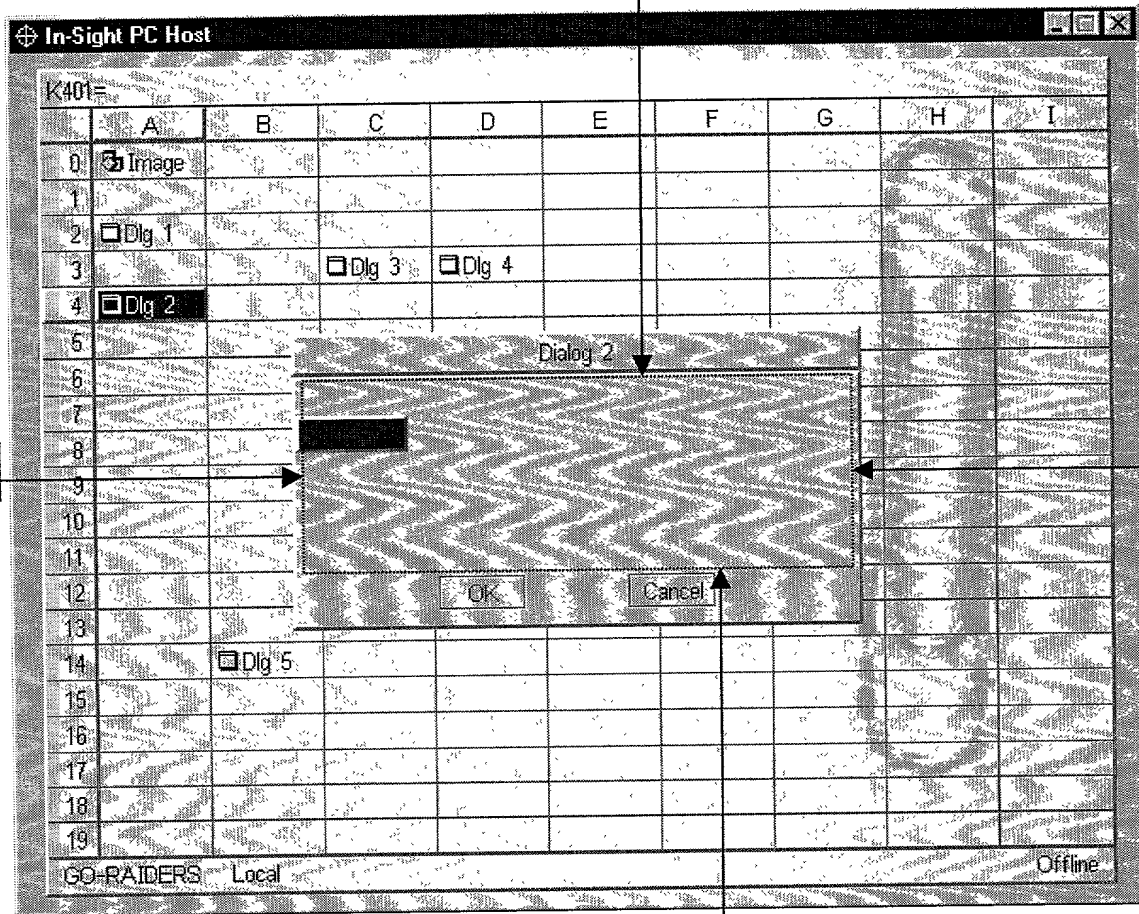 In-Sight PC Host
K401=
A B C D E F G H I
0 Image
1
2 Dlg 1
3 Dlg 3 Dlg 4
4 Dlg 2
5
Dialog 2
6
7
8
9
10
11
12 OK Cancel
13
14 Dlg 5
15
16
17
18
19
GO-RAIDERS Local Offline